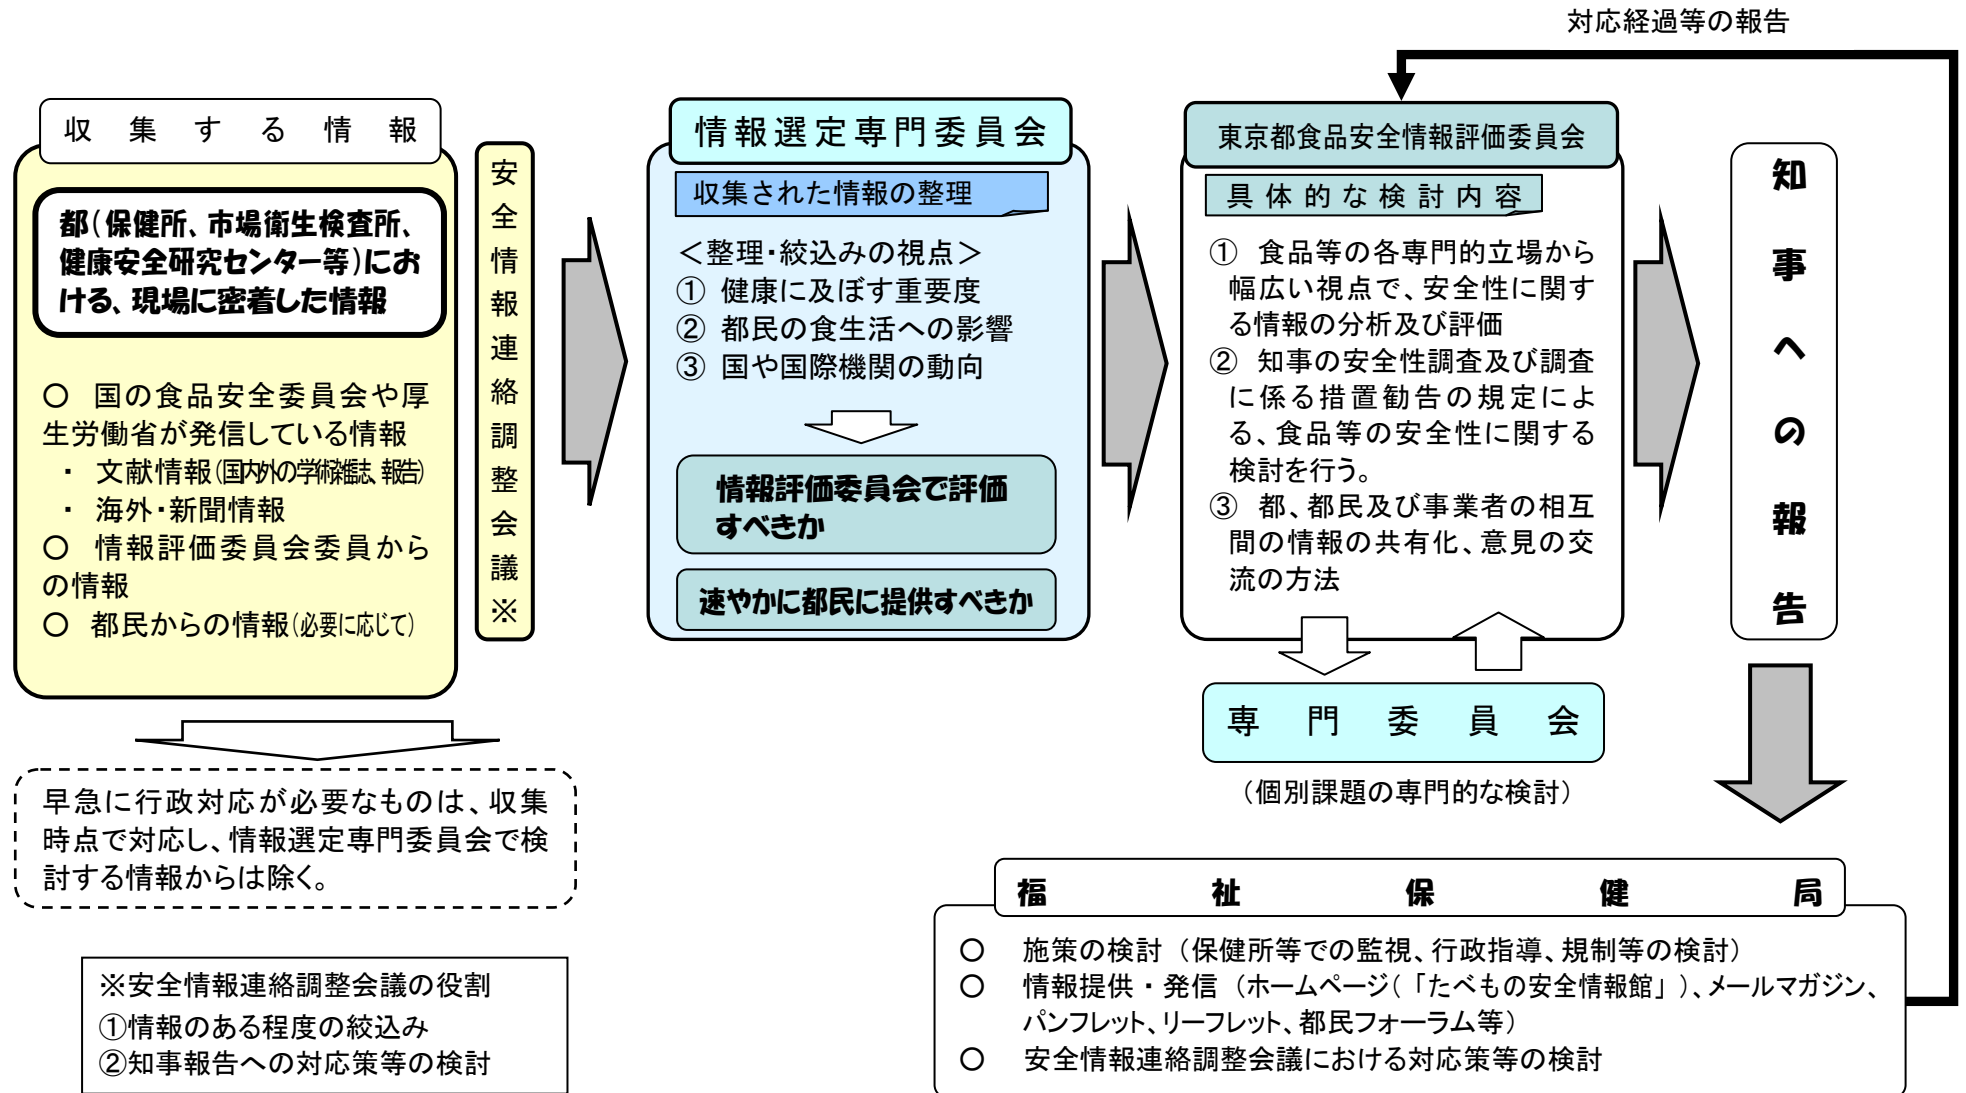 対応経過等の報告
収集する情報
都（保健所、市場衛生検査所、
健康安全研究センター等）にお
ける、現場に密着した情報
○ 国の食品安全委員会や厚
生労働省が発信している情報
・ 文献情報（国内外の学術雑誌、報告）
・ 海外・新聞情報
○ 情報評価委員会委員から
の情報
○ 都民からの情報（必要に応じて）
安全情報連絡調整会議※
情報選定専門委員会
収集された情報の整理
＜整理・絞込みの視点＞
① 健康に及ぼす重要度
② 都民の食生活への影響
③ 国や国際機関の動向
情報評価委員会で評価
すべきか
速やかに都民に提供すべきか
東京都食品安全情報評価委員会
具体的な検討内容
① 食品等の各専門的立場から
幅広い視点で、安全性に関す
る情報の分析及び評価
② 知事の安全性調査及び調査
に係る措置勧告の規定によ
る、食品等の安全性に関する
検討を行う。
③ 都、都民及び事業者の相互
間の情報の共有化、意見の交
流の方法
専門委員会
（個別課題の専門的な検討）
知事への報告
早急に行政対応が必要なものは、収集
時点で対応し、情報選定専門委員会で検
討する情報からは除く。
※安全情報連絡調整会議の役割
①情報のある程度の絞込み
②知事報告への対応策等の検討
福祉保健局
○ 施策の検討（保健所等での監視、行政指導、規制等の検討）
○ 情報提供・発信（ホームページ（「たべもの安全情報館」）、メールマガジン、
パンフレット、リーフレット、都民フォーラム等）
○ 安全情報連絡調整会議における対応策等の検討